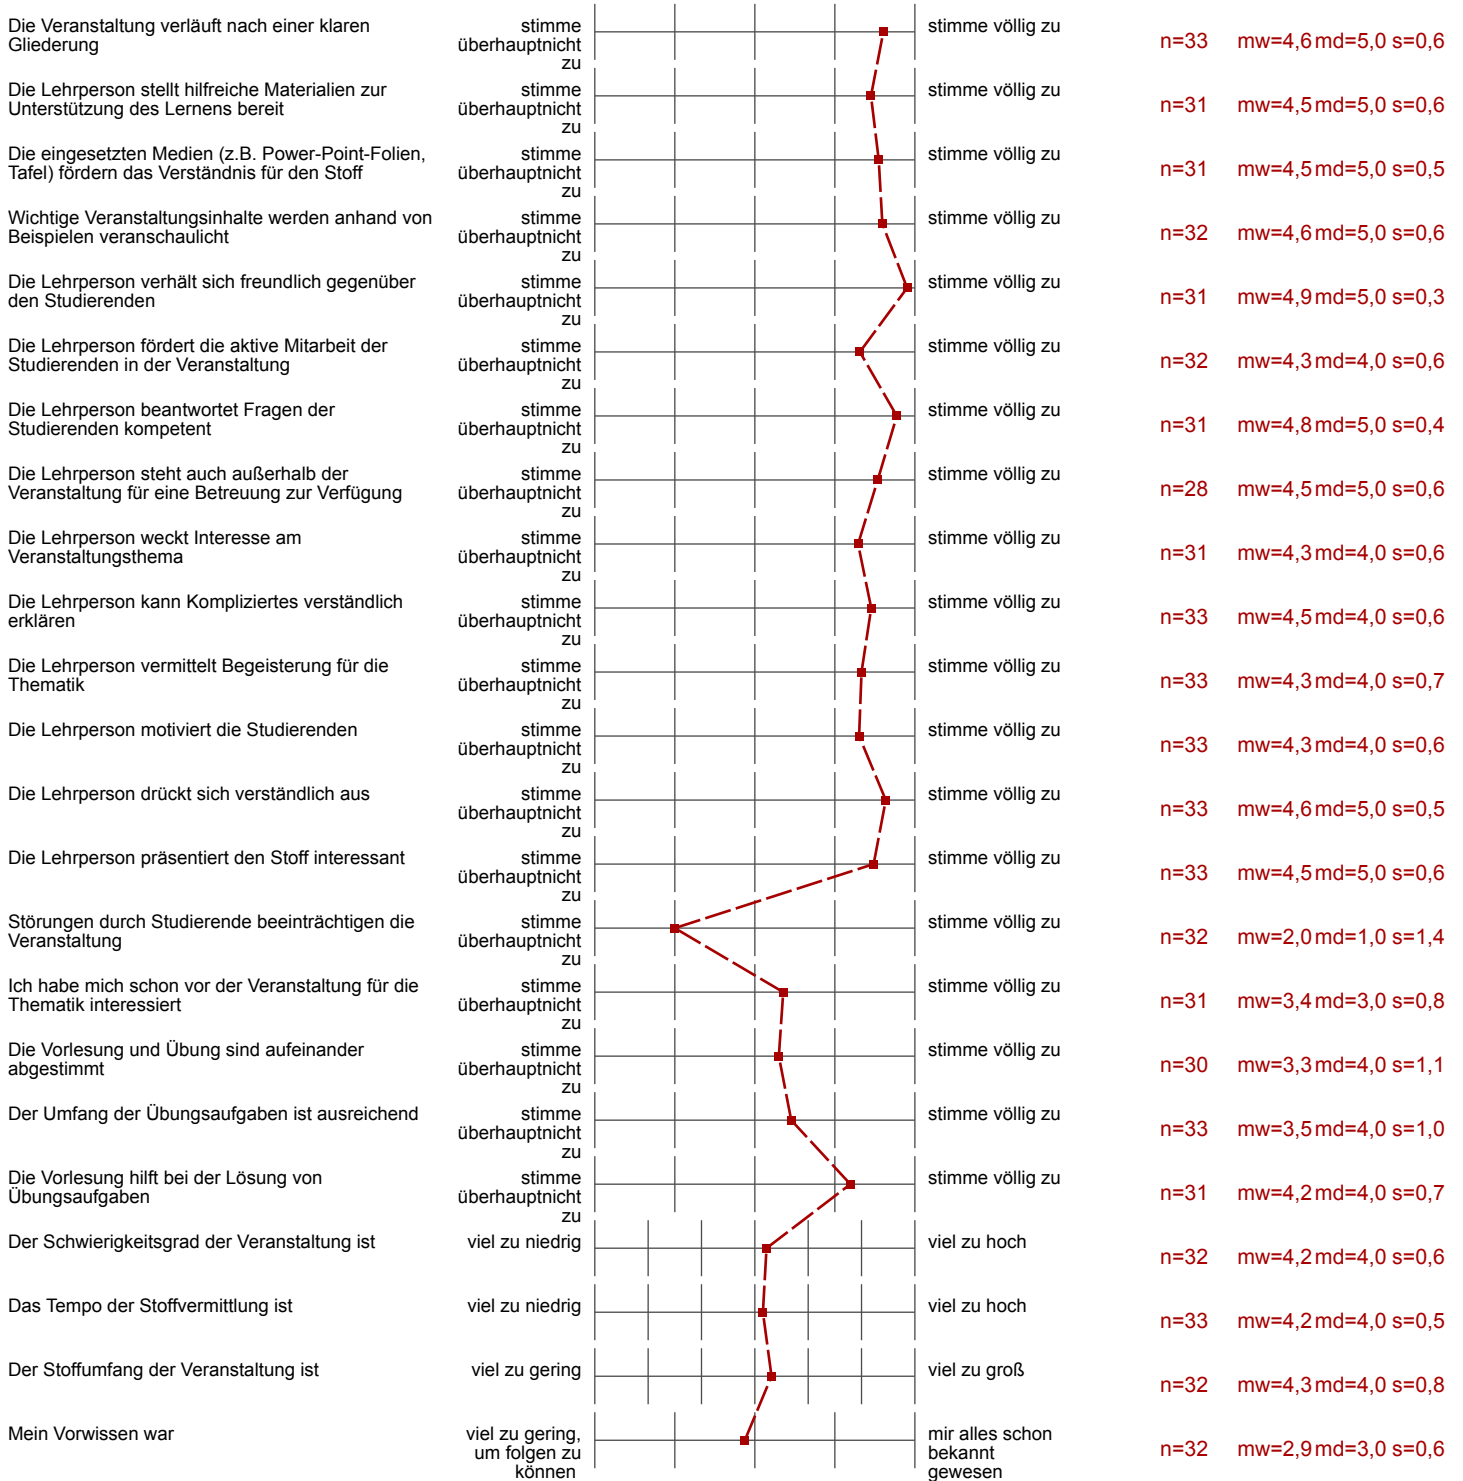 Die Veranstaltung verläuft nach einer klaren
Gliederung
stimme
überhauptnicht
zu
stimme völlig zu
n=33 mw=4,6 md=5,0 s=0,6
Die Lehrperson stellt hilfreiche Materialien zur
Unterstützung des Lernens bereit
stimme
überhauptnicht
zu
stimme völlig zu
n=31 mw=4,5 md=5,0 s=0,6
Die eingesetzten Medien (z.B. Power-Point-Folien,
Tafel) fördern das Verständnis für den Stoff
stimme
überhauptnicht
zu
stimme völlig zu
n=31 mw=4,5 md=5,0 s=0,5
Wichtige Veranstaltungsinhalte werden anhand von
Beispielen veranschaulicht
stimme
überhauptnicht
zu
stimme völlig zu
n=32 mw=4,6 md=5,0 s=0,6
Die Lehrperson verhält sich freundlich gegenüber
den Studierenden
stimme
überhauptnicht
zu
stimme völlig zu
n=31 mw=4,9 md=5,0 s=0,3
Die Lehrperson fördert die aktive Mitarbeit der
Studierenden in der Veranstaltung
stimme
überhauptnicht
zu
stimme völlig zu
n=32 mw=4,3 md=4,0 s=0,6
Die Lehrperson beantwortet Fragen der
Studierenden kompetent
stimme
überhauptnicht
zu
stimme völlig zu
n=31 mw=4,8 md=5,0 s=0,4
Die Lehrperson steht auch außerhalb der
Veranstaltung für eine Betreuung zur Verfügung
stimme
überhauptnicht
zu
stimme völlig zu
n=28 mw=4,5 md=5,0 s=0,6
Die Lehrperson weckt Interesse am
Veranstaltungsthema
stimme
überhauptnicht
zu
stimme völlig zu
n=31 mw=4,3 md=4,0 s=0,6
Die Lehrperson kann Kompliziertes verständlich
erklären
stimme
überhauptnicht
zu
stimme völlig zu
n=33 mw=4,5 md=4,0 s=0,6
Die Lehrperson vermittelt Begeisterung für die
Thematik
stimme
überhauptnicht
zu
stimme völlig zu
n=33 mw=4,3 md=4,0 s=0,7
Die Lehrperson motiviert die Studierenden
stimme
überhauptnicht
zu
stimme völlig zu
n=33 mw=4,3 md=4,0 s=0,6
Die Lehrperson drückt sich verständlich aus
stimme
überhauptnicht
zu
stimme völlig zu
n=33 mw=4,6 md=5,0 s=0,5
Die Lehrperson präsentiert den Stoff interessant
stimme
überhauptnicht
zu
stimme völlig zu
n=33 mw=4,5 md=5,0 s=0,6
Störungen durch Studierende beeinträchtigen die
Veranstaltung
stimme
überhauptnicht
zu
stimme völlig zu
n=32 mw=2,0 md=1,0 s=1,4
Ich habe mich schon vor der Veranstaltung für die
Thematik interessiert
stimme
überhauptnicht
zu
stimme völlig zu
n=31 mw=3,4 md=3,0 s=0,8
Die Vorlesung und Übung sind aufeinander
abgestimmt
stimme
überhauptnicht
zu
stimme völlig zu
n=30 mw=3,3 md=4,0 s=1,1
Der Umfang der Übungsaufgaben ist ausreichend
stimme
überhauptnicht
zu
stimme völlig zu
n=33 mw=3,5 md=4,0 s=1,0
Die Vorlesung hilft bei der Lösung von
Übungsaufgaben
stimme
überhauptnicht
zu
stimme völlig zu
n=31 mw=4,2 md=4,0 s=0,7
Der Schwierigkeitsgrad der Veranstaltung ist
viel zu niedrig
viel zu hoch
n=32 mw=4,2 md=4,0 s=0,6
Das Tempo der Stoffvermittlung ist
viel zu niedrig
viel zu hoch
n=33 mw=4,2 md=4,0 s=0,5
Der Stoffumfang der Veranstaltung ist
viel zu gering
viel zu groß
n=32 mw=4,3 md=4,0 s=0,8
Mein Vorwissen war
viel zu gering,
um folgen zu
können
mir alles schon
bekannt
gewesen
n=32 mw=2,9 md=3,0 s=0,6